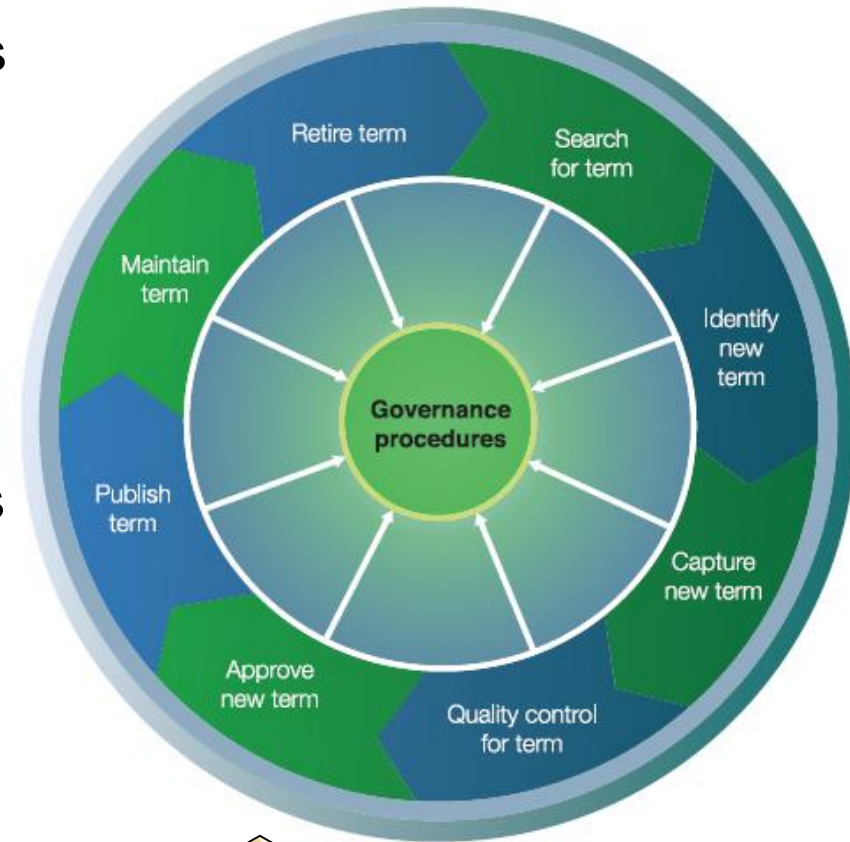 s
Retire term
Search
for term
Maintain
term
Identify
new
term
Governance
procedures
Publish
term
s
Capture
new term
Approve
new term
Quality control
for term